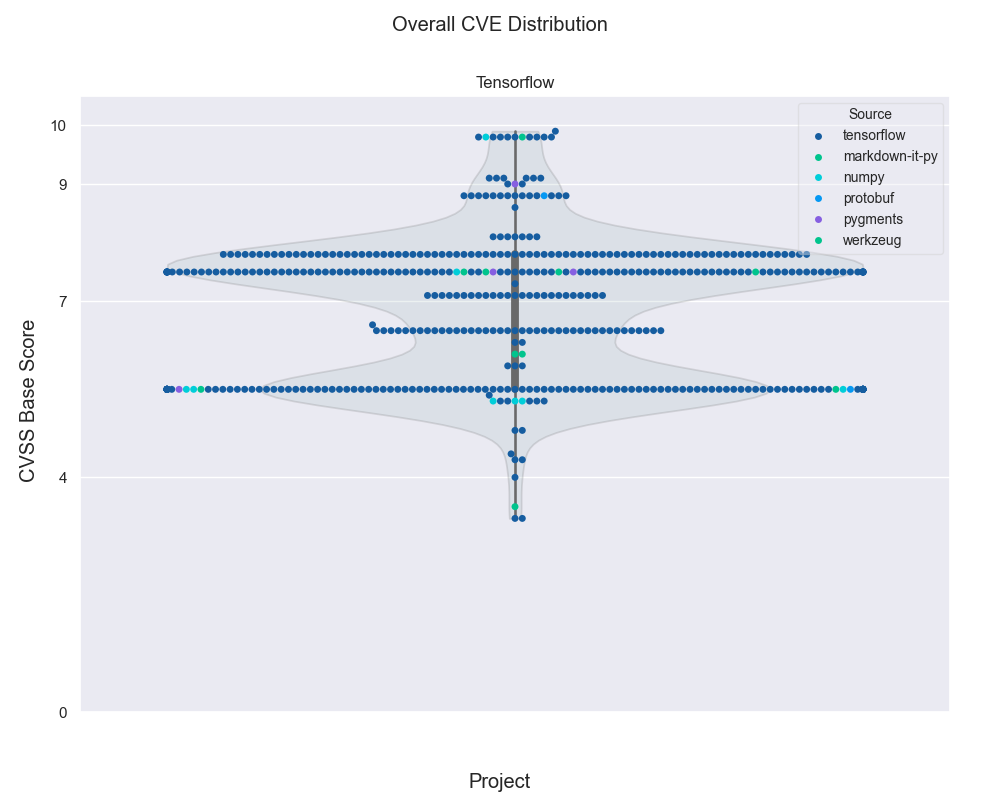 Overall CVE Distribution
Tensorflow
Source
tensorflow
markdown-it-py
numpy
protobuf
pygments
werkzeug
10
9
7
4
0
CVSS Base Score
Project